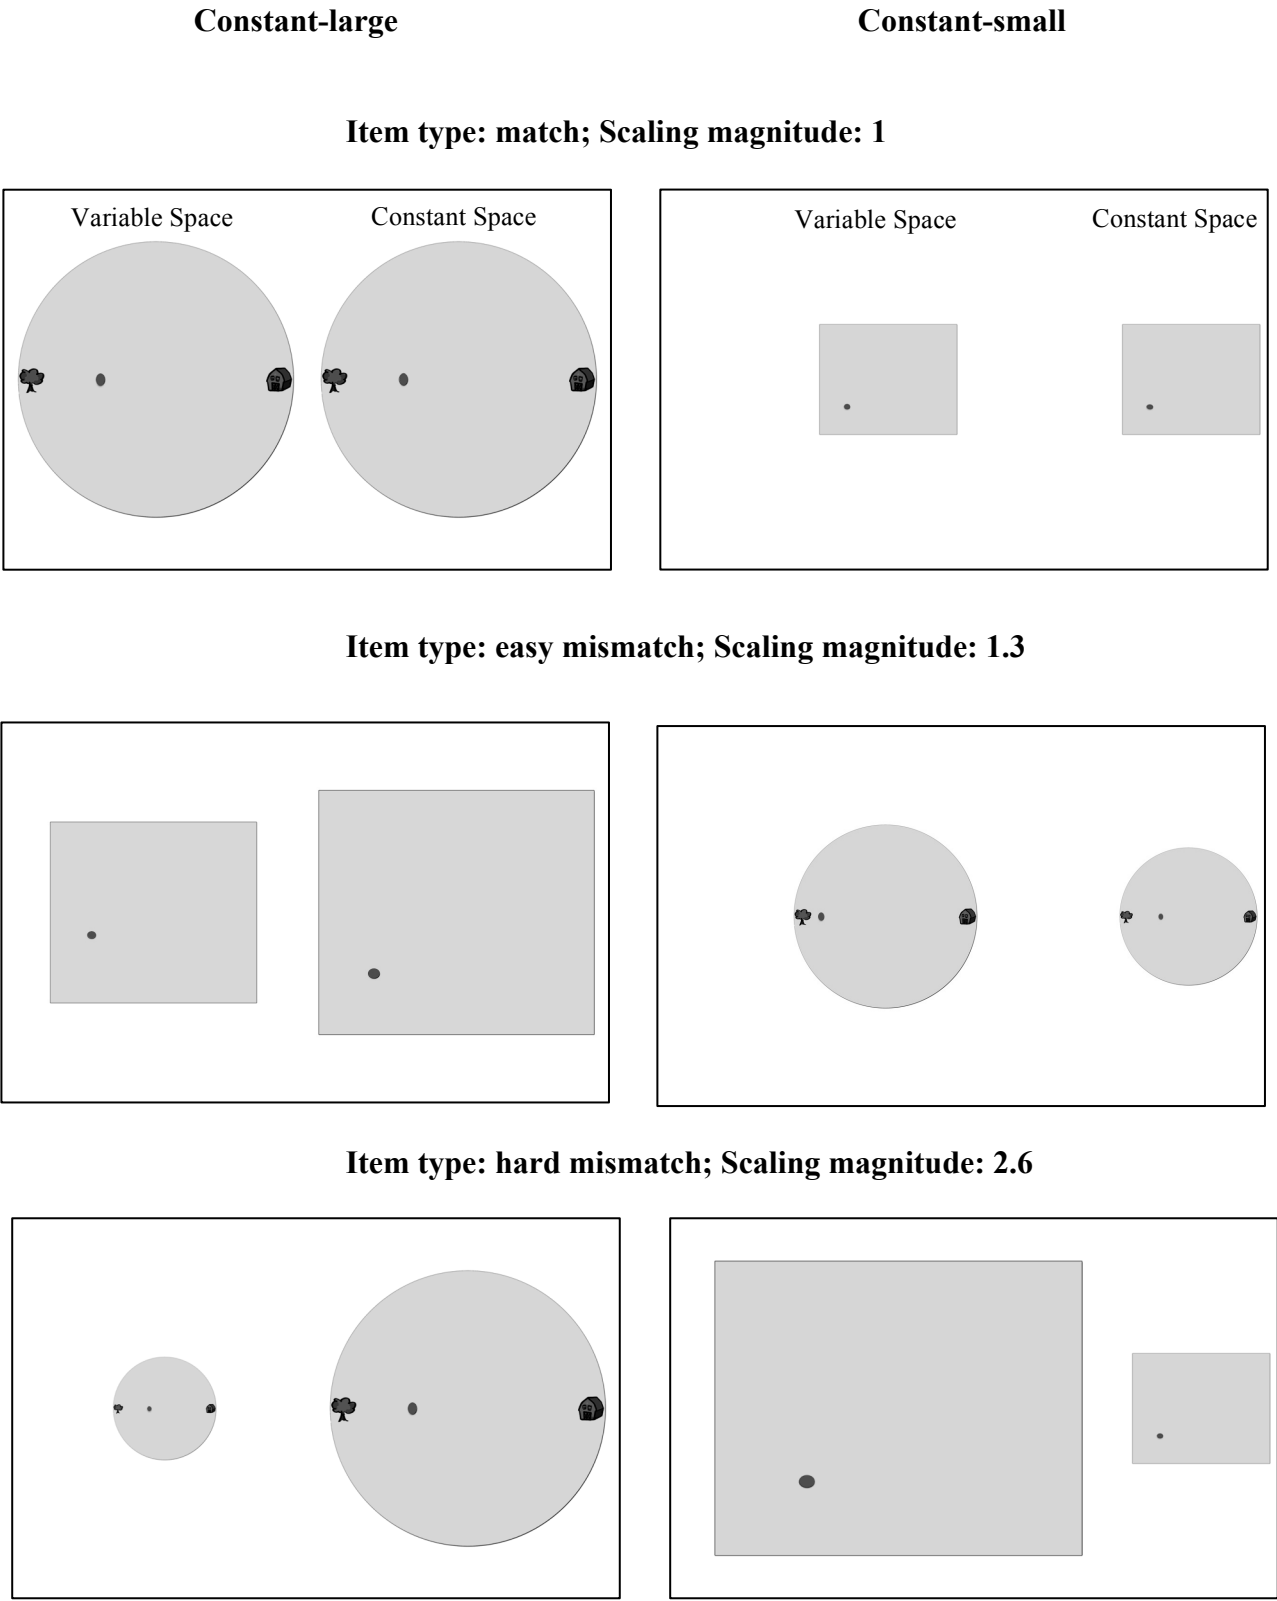 Constant-large
Constant-small
Item type: match; Scaling magnitude: 1
Variable Space
Constant Space
Variable Space
Constant Space
Item type: easy mismatch; Scaling magnitude: 1.3
Item type: hard mismatch; Scaling magnitude: 2.6